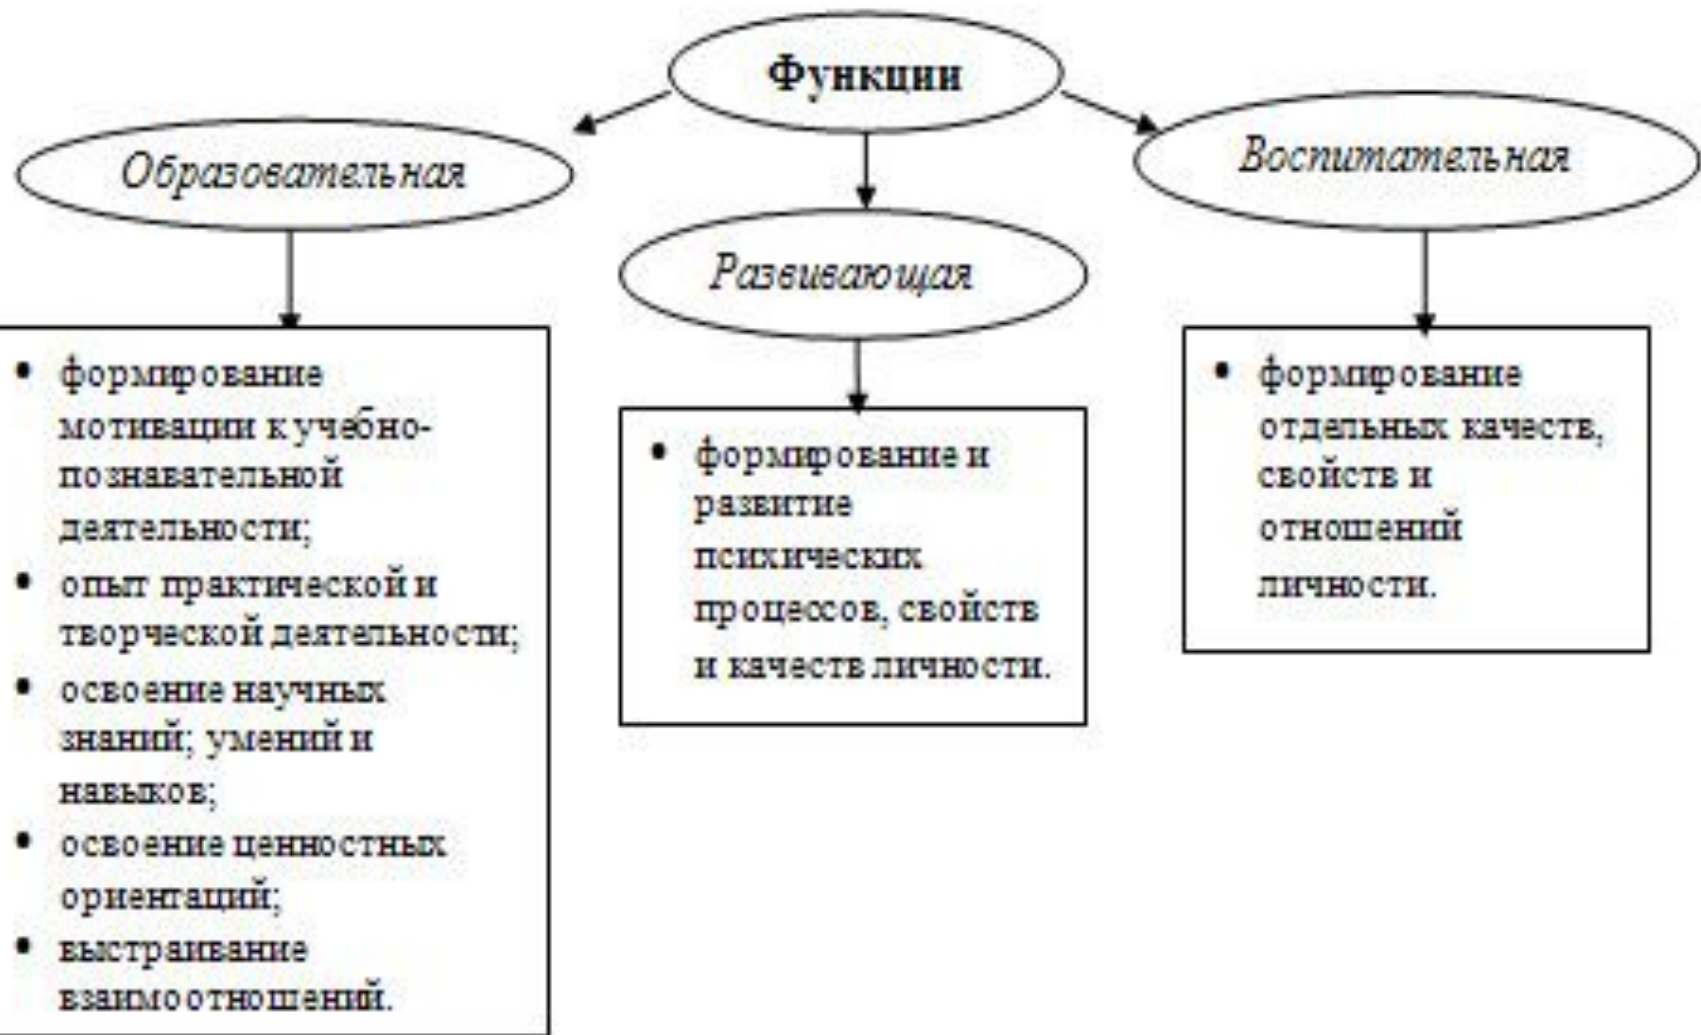 Функции
Образовательная
Развивающая
Воспитательная
• формирование
мотивации к учебно-
познавательной
деятельности;
• опыт практической и
творческой деятельности;
• освоение научных
знаний; умений и
навыков;
• освоение ценностных
ориентаций;
• выстраивание
взаимоотношений.
• формирование и
развитие
психических
процессов, свойств
и качеств личности.
• формирование
отдельных качеств,
свойств и
отношений
личности.